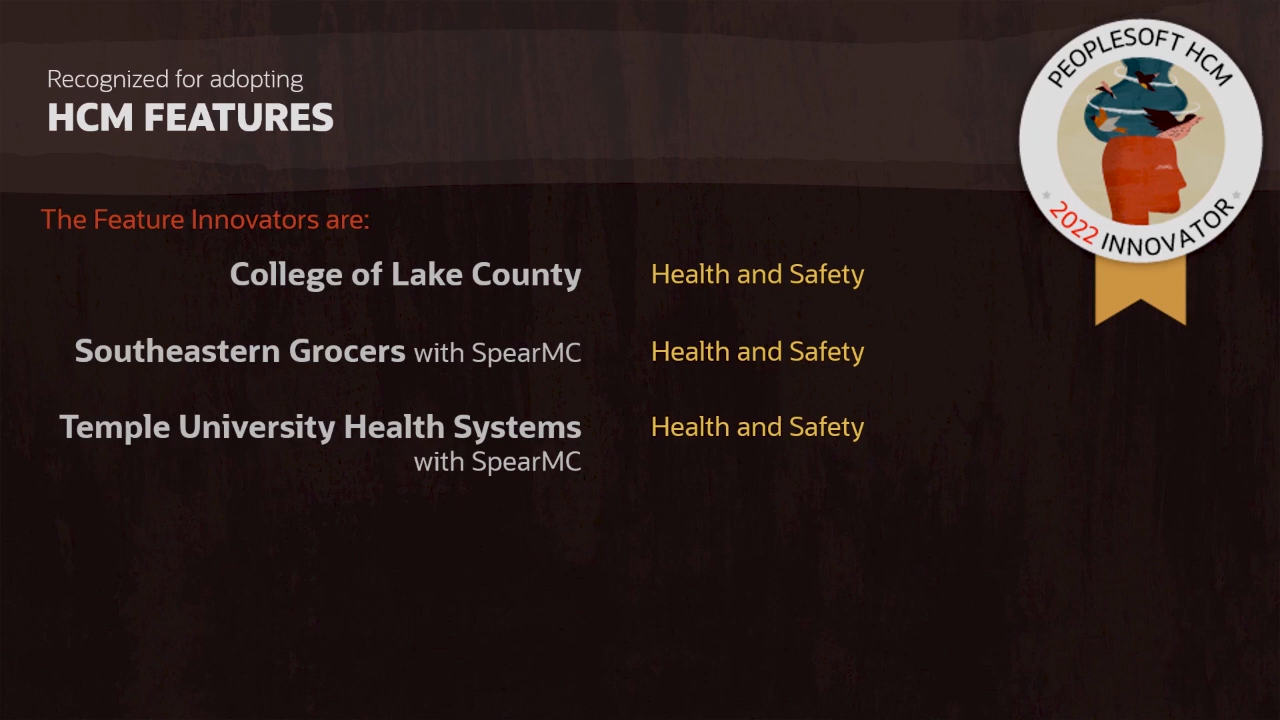 Recognized for adopting
HCM FEATURES
PEOPLESOFT HCM
2022 INNOVATOR
The Feature Innovators are:
College of Lake County Health and Safety
Southeastern Grocers with SpearMC Health and Safety
Temple University Health Systems Health and Safety
with SpearMC